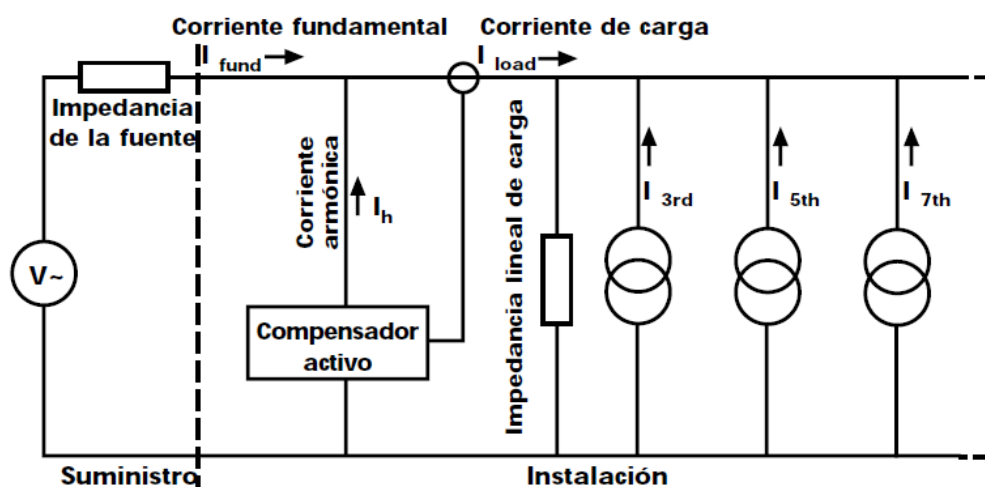 Corriente fundamental
I fund
Corriente de carga
I load
Impedancia
de la fuente
Corriente
armónica
I h
Impedancia lineal de carga
I 3rd
I 5th
I 7th
V~
Compensador
activo
Suministro
Instalación